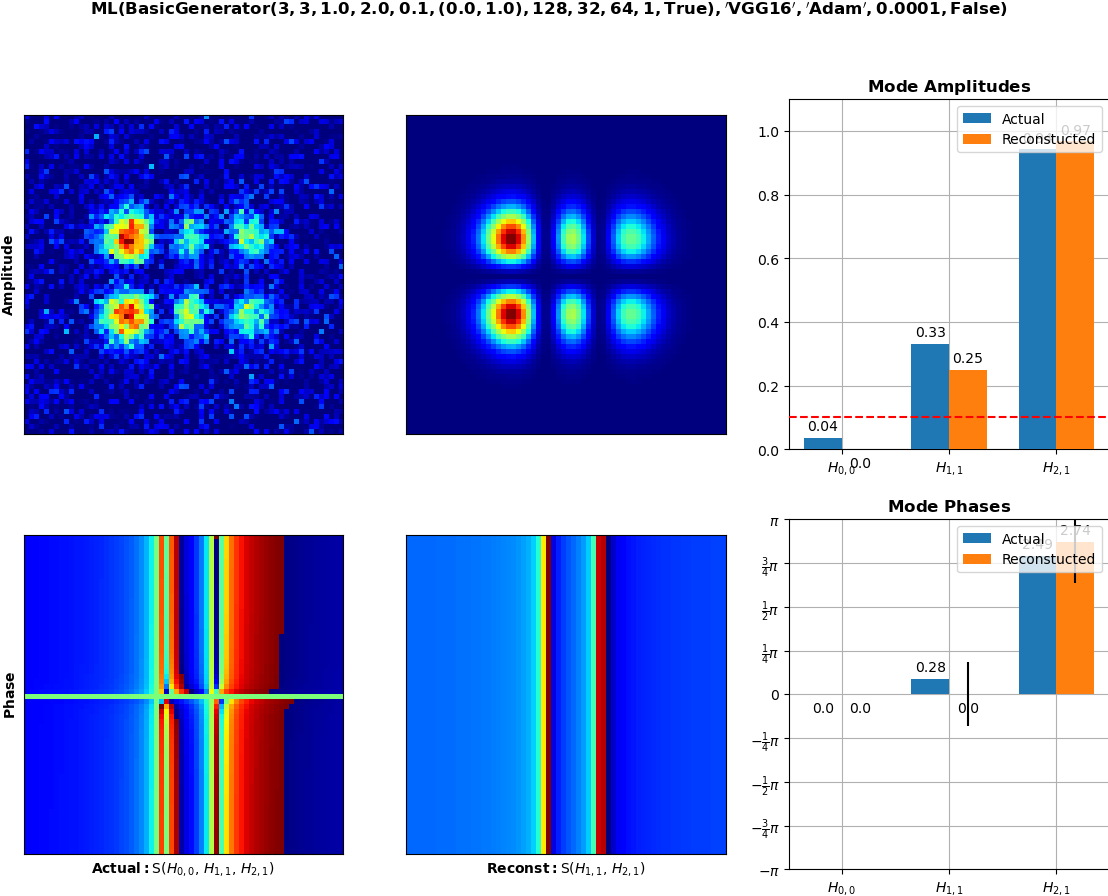 ML(BasicGenerator(3, 3, 1.0, 2.0, 0.1, (0.0, 1.0), 128, 32, 64, 1, True), ′VGG16′, ′Adam′, 0.0001, False)
Mode Amplitudes
Amplitude
Actual
Reconstucted
0.97
1.0
0.8
0.6
0.4
0.2
0.0
0.04
0.0
0.33
0.25
H0,0
H1,1
H2,1
Mode Phases
Phase
Actual
Reconstucted
2.49
2.74
π
3/4π
1/2π
1/4π
0
−1/4π
−1/2π
−3/4π
−π
0.0
0.0
0.28
0.0
H0,0
H1,1
H2,1
Actual: S(H0,0, H1,1, H2,1)
Reconst: S(H1,1, H2,1)